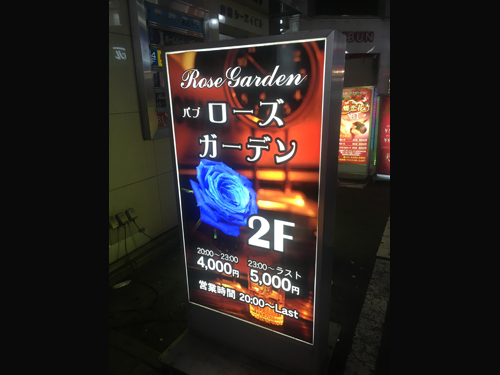 Rose Garden
パブ ローズ
ガーデン
2F
20:00〜23:00 23:00〜ラスト
4,000円 5,000円
営業時間 20:00〜Last
BUN